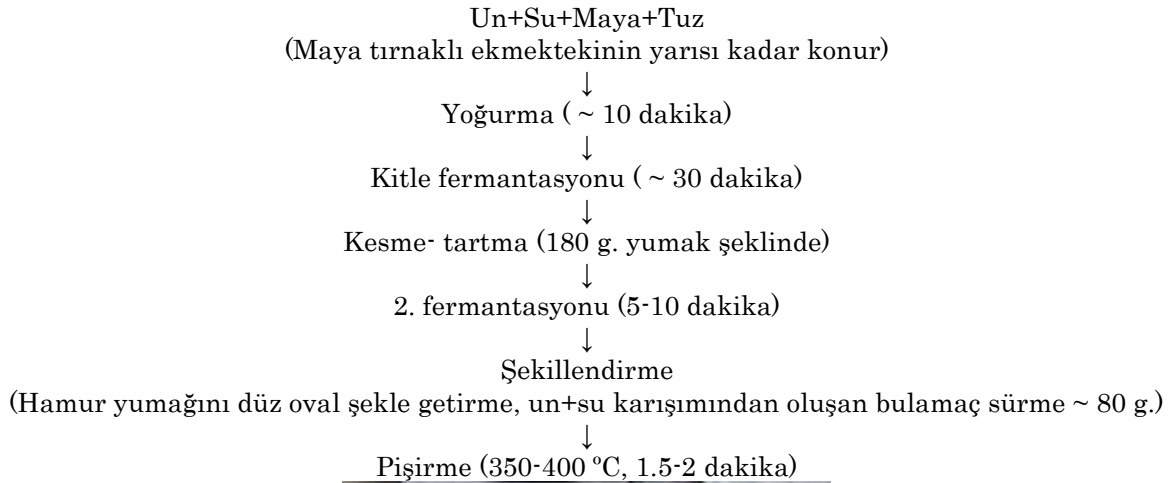 Un+Su+Maya+Tuz
(Maya tırnaklı ekmektekinin yarısı kadar konur)
↓
Yoğurma ( ~ 10 dakika)
↓
Kitle fermantasyonu ( ~ 30 dakika)
↓
Kesme- tartma (180 g. yumak şeklinde)
↓
2. fermantasyonu (5-10 dakika)
↓
Şekillendirme
(Hamur yumağını düz oval şekle getirme, un+su karışımından oluşan bulamaç sürme ~ 80 g.)
↓
Pişirme (350-400 ºC, 1.5-2 dakika)